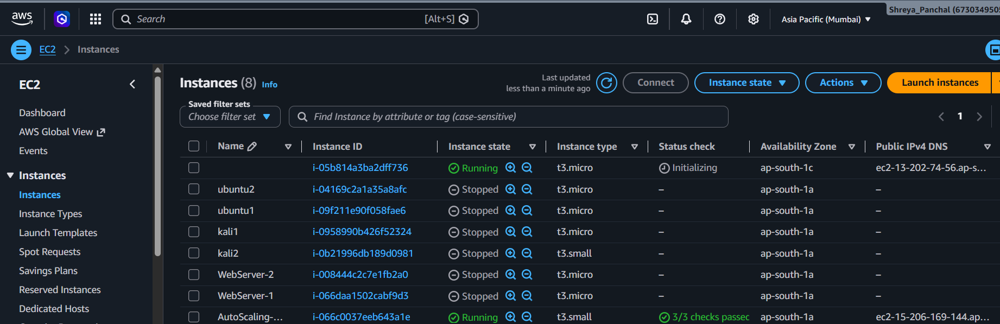 aws
Search [Alt+S]
Asia Pacific (Mumbai)
Shreya_Panchal (673034950
EC2 > Instances
EC2
Dashboard
AWS Global View
Events
Instances
Instances
Instance Types
Launch Templates
Spot Requests
Savings Plans
Reserved Instances
Dedicated Hosts
Instances (8) Info
Last updated
less than a minute ago
Connect
Instance state
Actions
Launch instances
Saved filter sets
Choose filter set
Find Instance by attribute or tag (case-sensitive)
1
Name Instance ID Instance state Instance type Status check Availability Zone Public IPv4 DNS
i-05b814a3ba2dff736 Running t3.micro Initializing ap-south-1c ec2-13-202-74-56.ap-s...
ubuntu2 i-04169c2a1a35a8afc Stopped t3.micro – ap-south-1a –
ubuntu1 i-09f211e90f058fae6 Stopped t3.micro – ap-south-1a –
kali1 i-0958990b426f52324 Stopped t3.micro – ap-south-1a –
kali2 i-0b21996db189d0981 Stopped t3.small – ap-south-1a –
WebServer-2 i-008444c2c7e1fb2a0 Stopped t3.micro – ap-south-1a –
WebServer-1 i-066daa1502cabf9d3 Stopped t3.micro – ap-south-1a –
AutoScaling-... i-066c0037eeb643a1e Running t3.small 3/3 checks passec ap-south-1a ec2-15-206-169-144.ap...